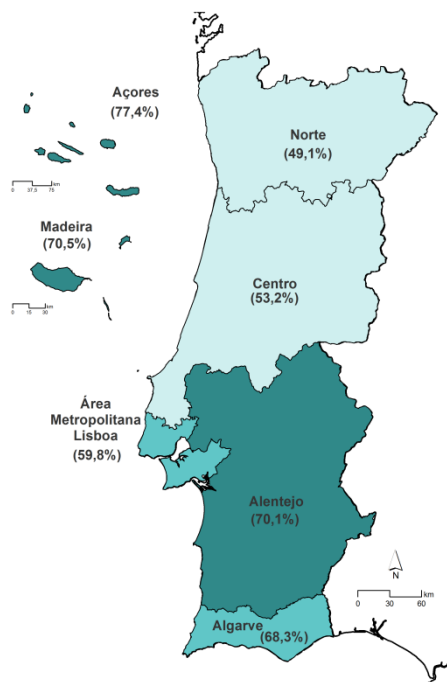 Açores
(77,4%)
0 37,5 75
km
Norte
(49,1%)
Madeira
(70,5%)
0 15 30
km
Centro
(53,2%)
Área
Metropolitana
Lisboa
(59,8%)
Alentejo
(70,1%)
N
km
0 30 60
Algarve
(68,3%)